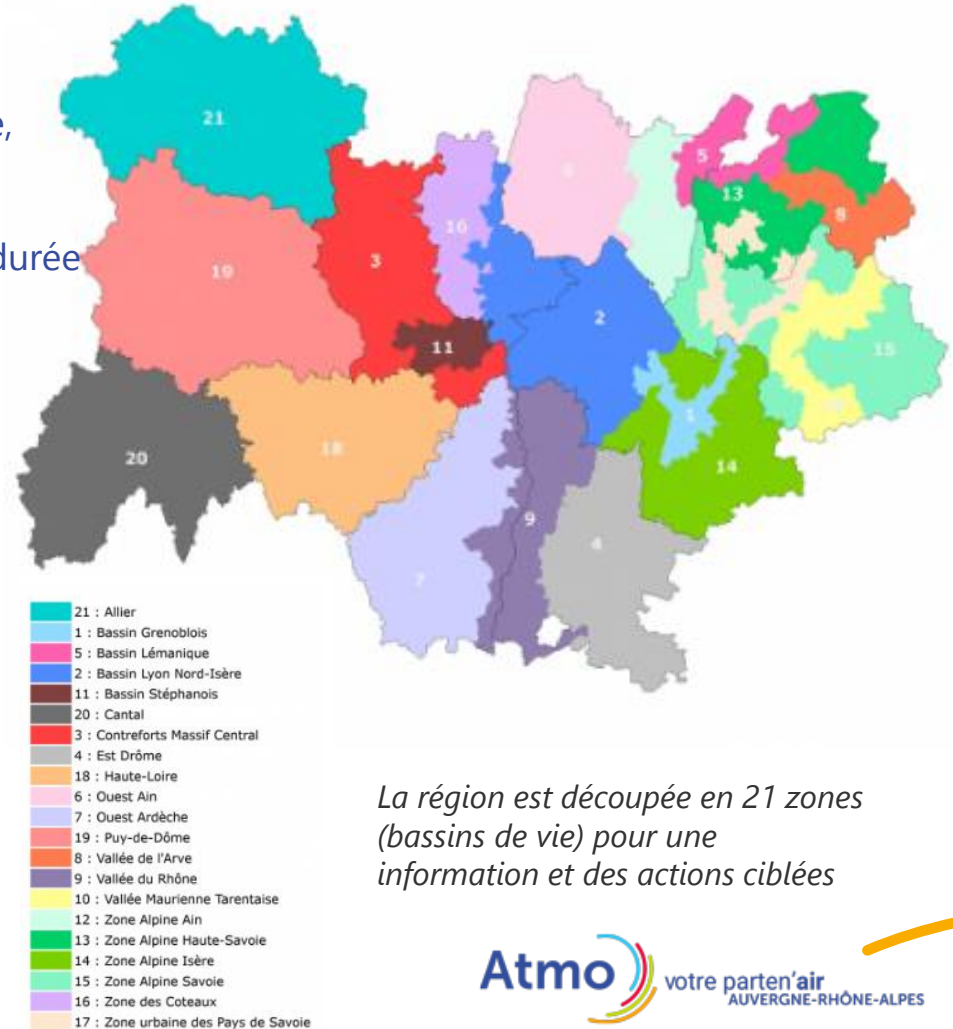 e,
durée
21
5
13
8
6
16
3
19
2
11
15
1
18
20
14
9
4
7
21 : Allier
1 : Bassin Grenoblois
5 : Bassin Lémanique
2 : Bassin Lyon Nord-Isère
11 : Bassin Stéphanois
20 : Cantal
3 : Contreforts Massif Central
4 : Est Drôme
18 : Haute-Loire
6 : Ouest Ain
7 : Ouest Ardèche
19 : Puy-de-Dôme
8 : Vallée de l'Arve
9 : Vallée du Rhône
10 : Vallée Maurienne Tarentaise
12 : Zone Alpine Ain
13 : Zone Alpine Haute-Savoie
14 : Zone Alpine Isère
15 : Zone Alpine Savoie
16 : Zone des Coteaux
17 : Zone urbaine des Pays de Savoie
La région est découpée en 21 zones
(bassins de vie) pour une
information et des actions ciblées
Atmo
votre parten'air
AUVERGNE-RHÔNE-ALPES